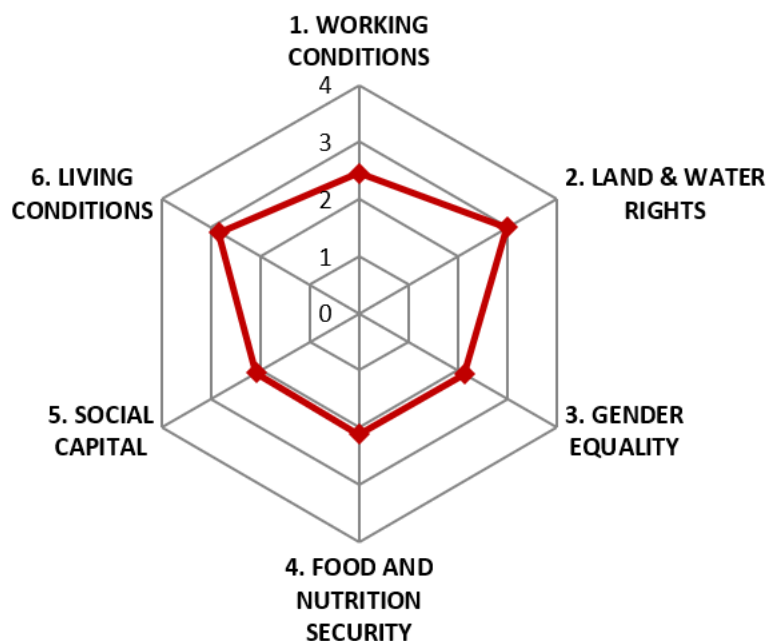 1. WORKING
CONDITIONS
4
3
2
1
0
2. LAND & WATER
RIGHTS
3. GENDER
EQUALITY
4. FOOD AND
NUTRITION
SECURITY
5. SOCIAL
CAPITAL
6. LIVING
CONDITIONS